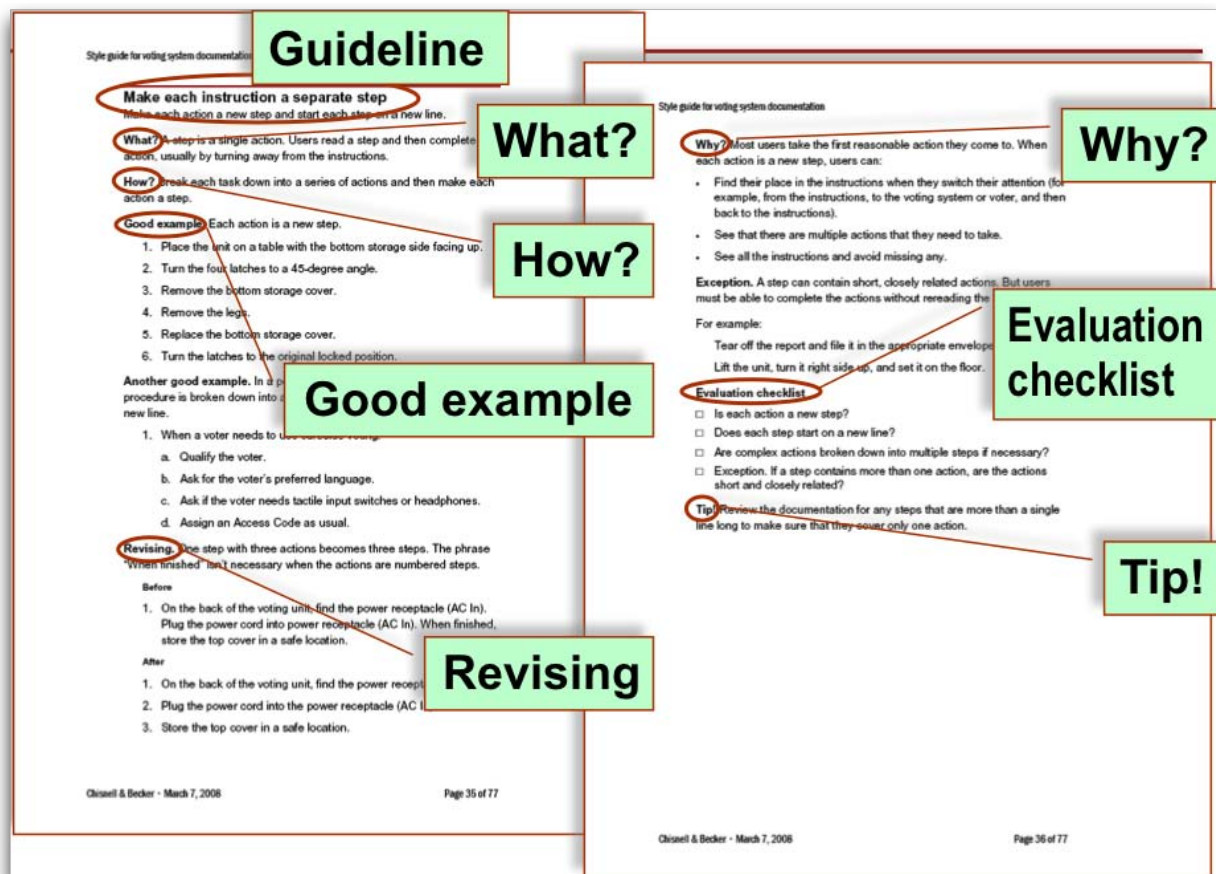 Style guide for voting system documentation
Guideline
Make each instruction a separate step
Make each action a new step and start each step on a new line.
What? A step is a single action. Users read a step and then complete
action, usually by turning away from the instructions.
What?
How? Break each task down into a series of actions and then make each
action a step.
How?
Good example. Each action is a new step.
1. Place the unit on a table with the bottom storage side facing up.
2. Turn the four latches to a 45-degree angle.
3. Remove the bottom storage cover.
4. Remove the legs.
5. Replace the bottom storage cover.
6. Turn the latches to the original locked position.
Good example
Another good example. In a
procedure is broken down into
new line.
1. When a voter needs to
a. Qualify the voter.
b. Ask for the voter's preferred language.
c. Ask if the voter needs tactile input switches or headphones.
d. Assign an Access Code as usual.
Revising. One step with three actions becomes three steps. The phrase
"When finished" isn't necessary when the actions are numbered steps.
Before
1. On the back of the voting unit, find the power receptacle (AC In).
Plug the power cord into power receptacle (AC In). When finished,
store the top cover in a safe location.
After
Revising
1. On the back of the voting unit, find the power
2. Plug the power cord into the power receptacle (AC
3. Store the top cover in a safe location.
Chisnell & Becker • March 7, 2008 Page 35 of 77
Style guide for voting system documentation
Why? Most users take the first reasonable action they come to. When
each action is a new step, users can:
Why?
• Find their place in the instructions when they switch their attention (for
example, from the instructions, to the voting system or voter, and then
back to the instructions).
• See that there are multiple actions that they need to take.
• See all the instructions and avoid missing any.
Exception. A step can contain short, closely related actions. But users
must be able to complete the actions without rereading the
For example:
Tear off the report and file it in the appropriate envelope
Lift the unit, turn it right side up, and set it on the floor.
Evaluation
checklist
Evaluation checklist
□ Is each action a new step?
□ Does each step start on a new line?
□ Are complex actions broken down into multiple steps if necessary?
□ Exception. If a step contains more than one action, are the actions
short and closely related?
Tip! Review the documentation for any steps that are more than a single
line long to make sure that they cover only one action.
Tip!
Chisnell & Becker • March 7, 2008 Page 36 of 77